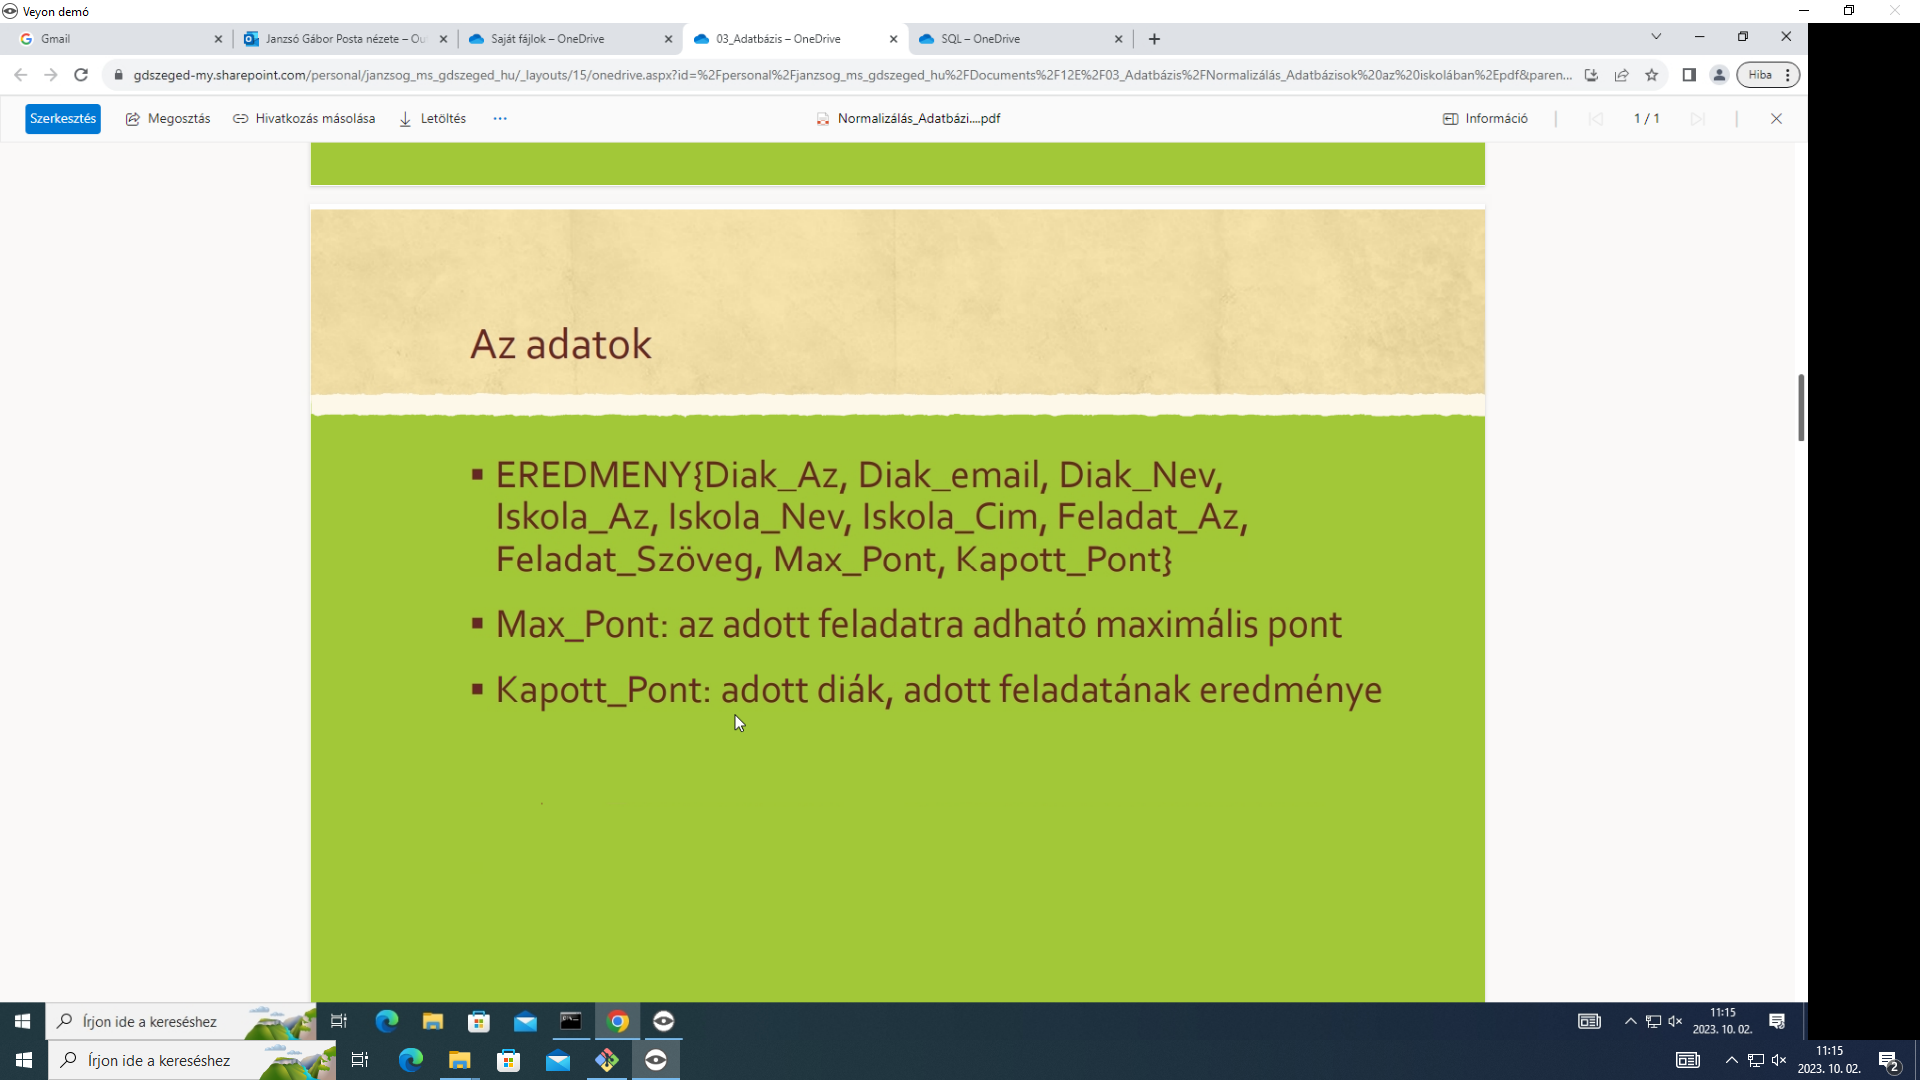 Veyon demó
Gmail
Janzsó Gábor Posta nézete – Ou
Saját fájlok – OneDrive
03_Adatbázis – OneDrive
SQL – OneDrive
gdszeged-my.sharepoint.com/personal/janzsog_ms_gdszeged_hu/_layouts/15/onedrive.aspx?id=%2Fpersonal%2Fjanzsog_ms_gdszeged_hu%2FDocuments%2F12E%2F03_Adatbázis%2FNormalizálás_Adatbázisok%20az%20iskolában%2Epdf&paren...
Hiba
Szerkesztés
Megosztás
Hivatkozás másolása
Letöltés
Normalizálás_Adatbázi....pdf
Információ
1 / 1
Az adatok
▪ EREDMENY{Diak_Az, Diak_email, Diak_Nev,
Iskola_Az, Iskola_Nev, Iskola_Cim, Feladat_Az,
Feladat_Szöveg, Max_Pont, Kapott_Pont}
▪ Max_Pont: az adott feladatra adható maximális pont
▪ Kapott_Pont: adott diák, adott feladatának eredménye
Írjon ide a kereséshez
11:15
2023. 10. 02.
Írjon ide a kereséshez
11:15
2023. 10. 02.
2